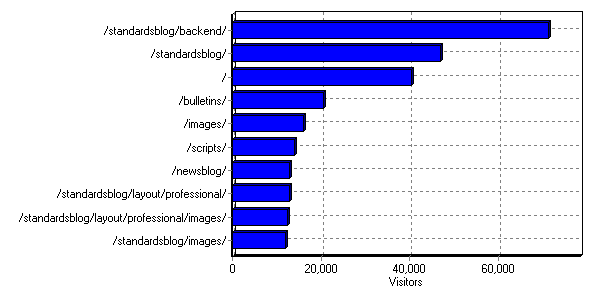 /standardsblog/backend/
/standardsblog/
/
/bulletins/
/images/
/scripts/
/newsblog/
/standardsblog/layout/professional/
/standardsblog/layout/professional/images/
/standardsblog/images/
0 20,000 40,000 60,000
Visitors